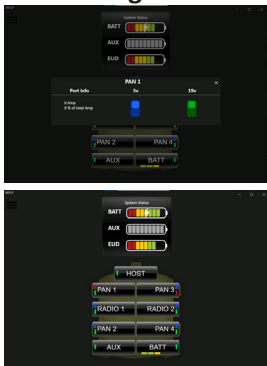 System Status
BATT
AUX
EUD
PAN 1
Port Info 5v 19v
0 Amp
0 % of total Amp
PAN 2 PAN 4
AUX BATT
System Status
BATT
AUX
EUD
HOST
PAN 1 PAN 3
RADIO 1 RADIO 2
PAN 2 PAN 4
AUX BATT